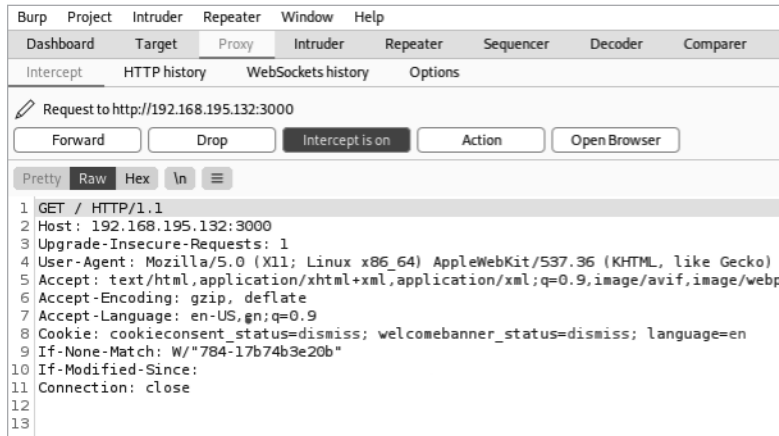 Burp Project Intruder Repeater Window Help
Dashboard Target Proxy Intruder Repeater Sequencer Decoder Comparer
Intercept HTTP history WebSockets history Options
Request to http://192.168.195.132:3000
Forward Drop Intercept is on Action Open Browser
Pretty Raw Hex \n
1 GET / HTTP/1.1
2 Host: 192.168.195.132:3000
3 Upgrade-Insecure-Requests: 1
4 User-Agent: Mozilla/5.0 (X11; Linux x86_64) AppleWebKit/537.36 (KHTML, like Gecko)
5 Accept: text/html,application/xhtml+xml,application/xml;q=0.9,image/avif,image/webp
6 Accept-Encoding: gzip, deflate
7 Accept-Language: en-US,en;q=0.9
8 Cookie: cookieconsent_status=dismiss; welcomebanner_status=dismiss; language=en
9 If-None-Match: W/"784-17b74b3e20b"
10 If-Modified-Since:
11 Connection: close
12
13